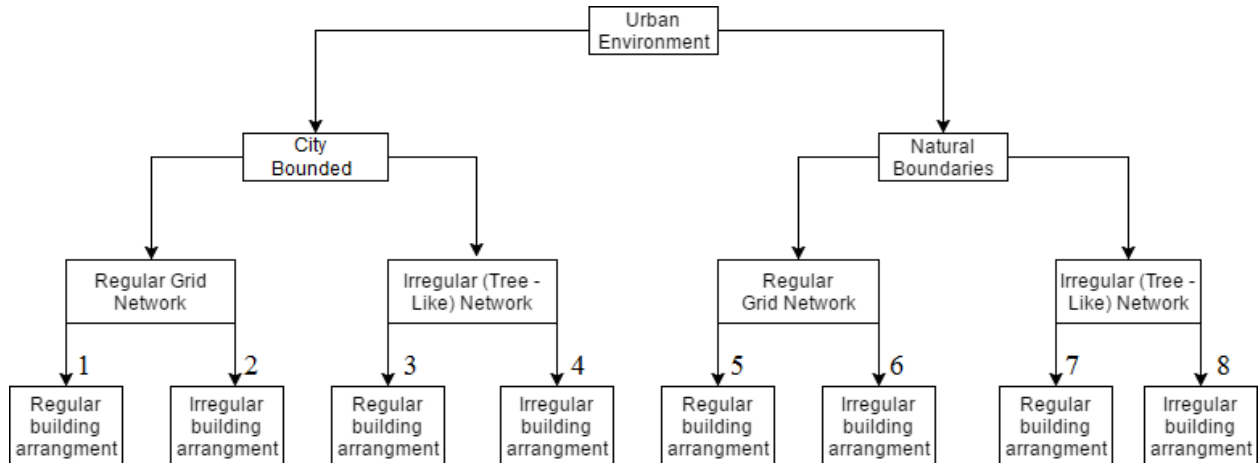 Urban
Environment
City
Bounded
Natural
Boundaries
Regular Grid
Network
Irregular (Tree -
Like) Network
Regular
Grid Network
Irregular (Tree -
Like) Network
1
2
3
4
5
6
7
8
Regular
building
arrangment
Irregular
building
arrangment
Regular
building
arrangment
Irregular
building
arrangment
Regular
building
arrangment
Irregular
building
arrangment
Regular
building
arrangment
Irregular
building
arrangment